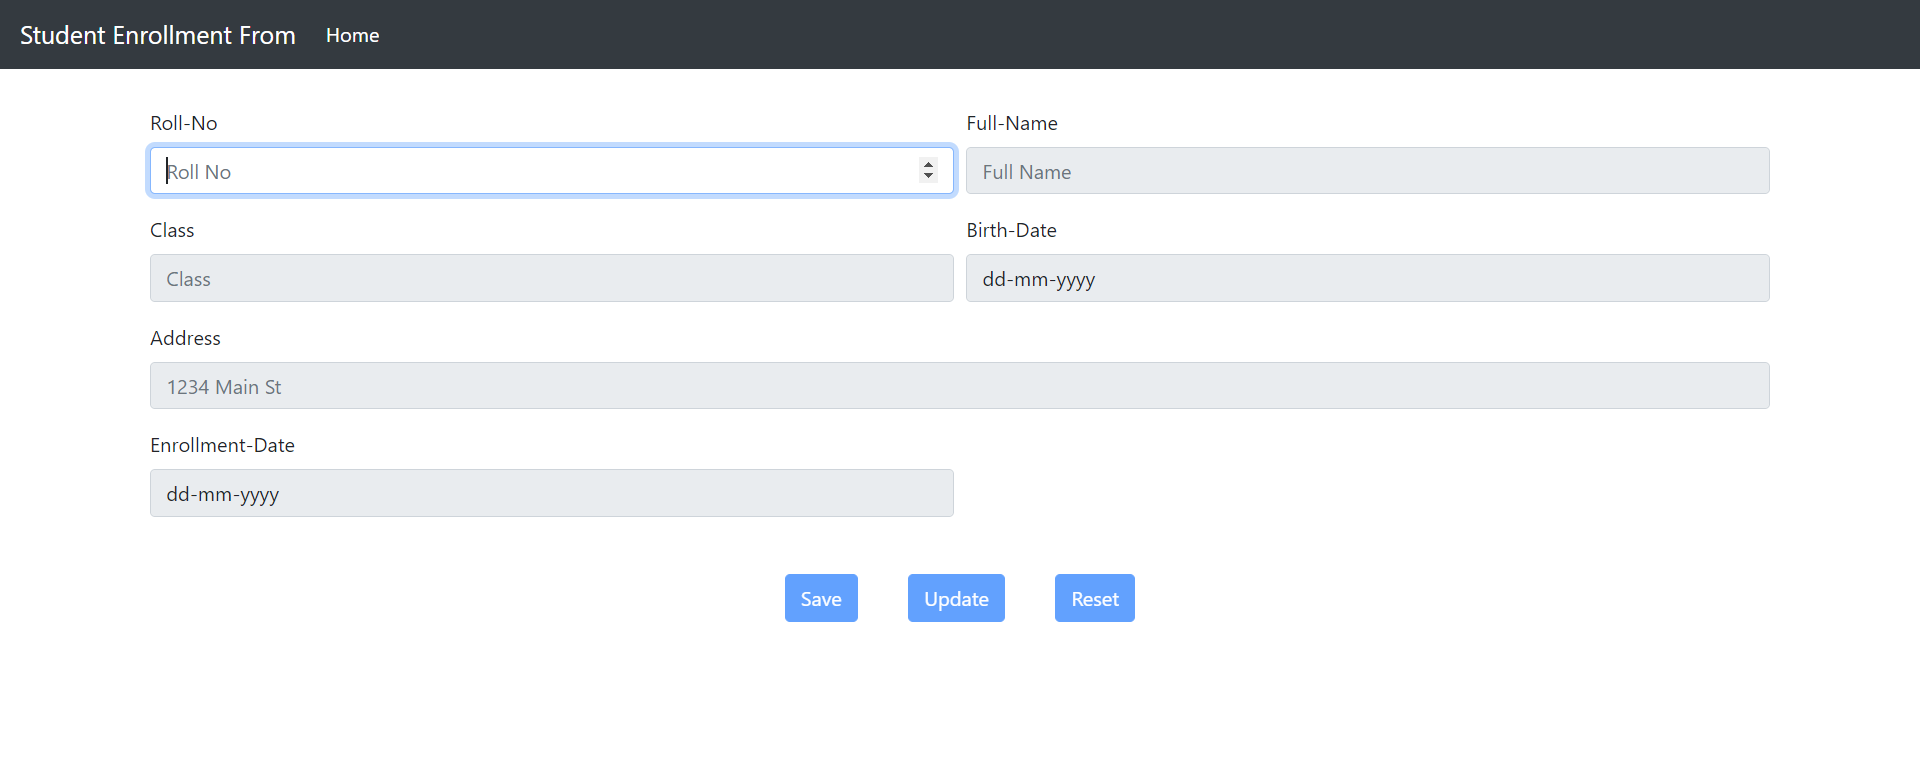 Student Enrollment From Home
Roll-No Full-Name
Roll No Full Name
Class Birth-Date
Class dd-mm-yyyy
Address
1234 Main St
Enrollment-Date
dd-mm-yyyy
Save Update Reset